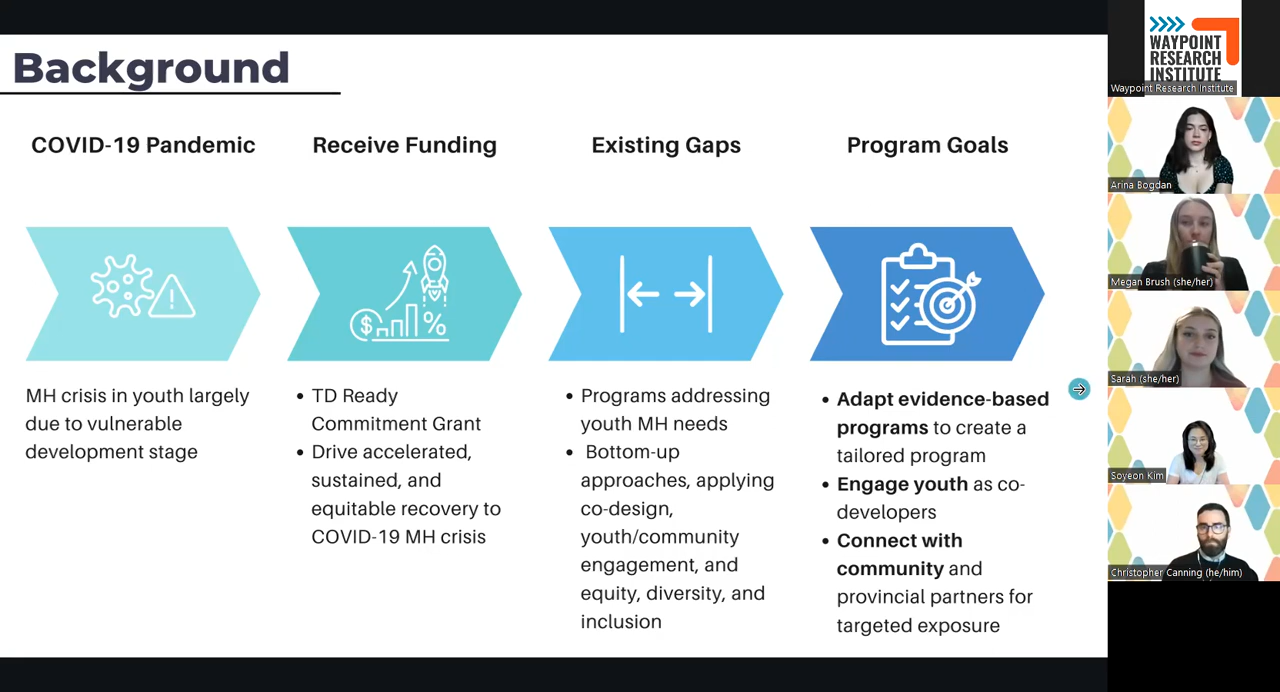 Background
COVID-19 Pandemic
MH crisis in youth largely
due to vulnerable
development stage
Receive Funding
$
%
• TD Ready
Commitment Grant
• Drive accelerated,
sustained, and
equitable recovery to
COVID-19 MH crisis
Existing Gaps
• Programs addressing
youth MH needs
• Bottom-up
approaches, applying
co-design,
youth/community
engagement, and
equity, diversity, and
inclusion
Program Goals
• Adapt evidence-based
programs to create a
tailored program
• Engage youth as co-
developers
• Connect with
community and
provincial partners for
targeted exposure
WAYPOINT
RESEARCH
INSTITUTE
Waypoint Research Institute
Arina Bogdan
Megan Brush (she/her)
Sarah (she/her)
Soyeon Kim
Christopher Canning (he/him)